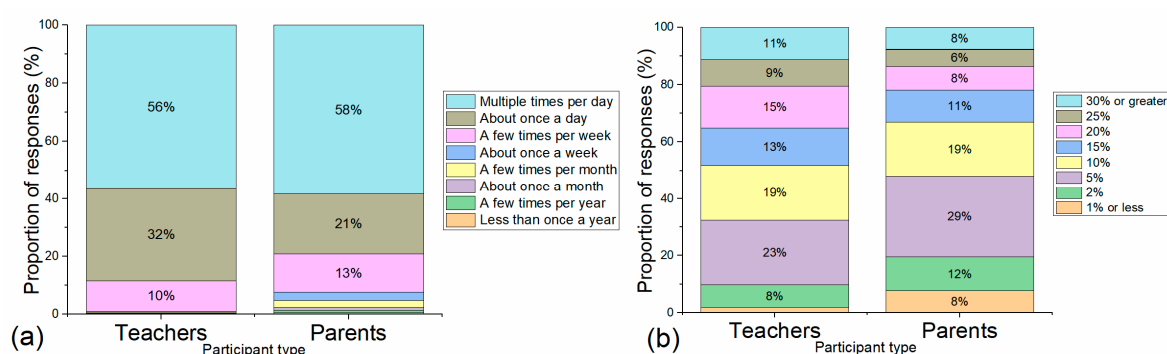 Proportion of responses (%)
100
80
60
40
20
0
56%
32%
10%
58%
21%
13%
Teachers
Parents
Participant type
(a)
Multiple times per day
About once a day
A few times per week
About once a week
A few times per month
About once a month
A few times per year
Less than once a year
Proportion of responses (%)
100
80
60
40
20
0
11%
9%
15%
13%
19%
23%
8%
8%
6%
8%
11%
19%
29%
12%
8%
Teachers
Parents
Participant type
(b)
30% or greater
25%
20%
15%
10%
5%
2%
1% or less